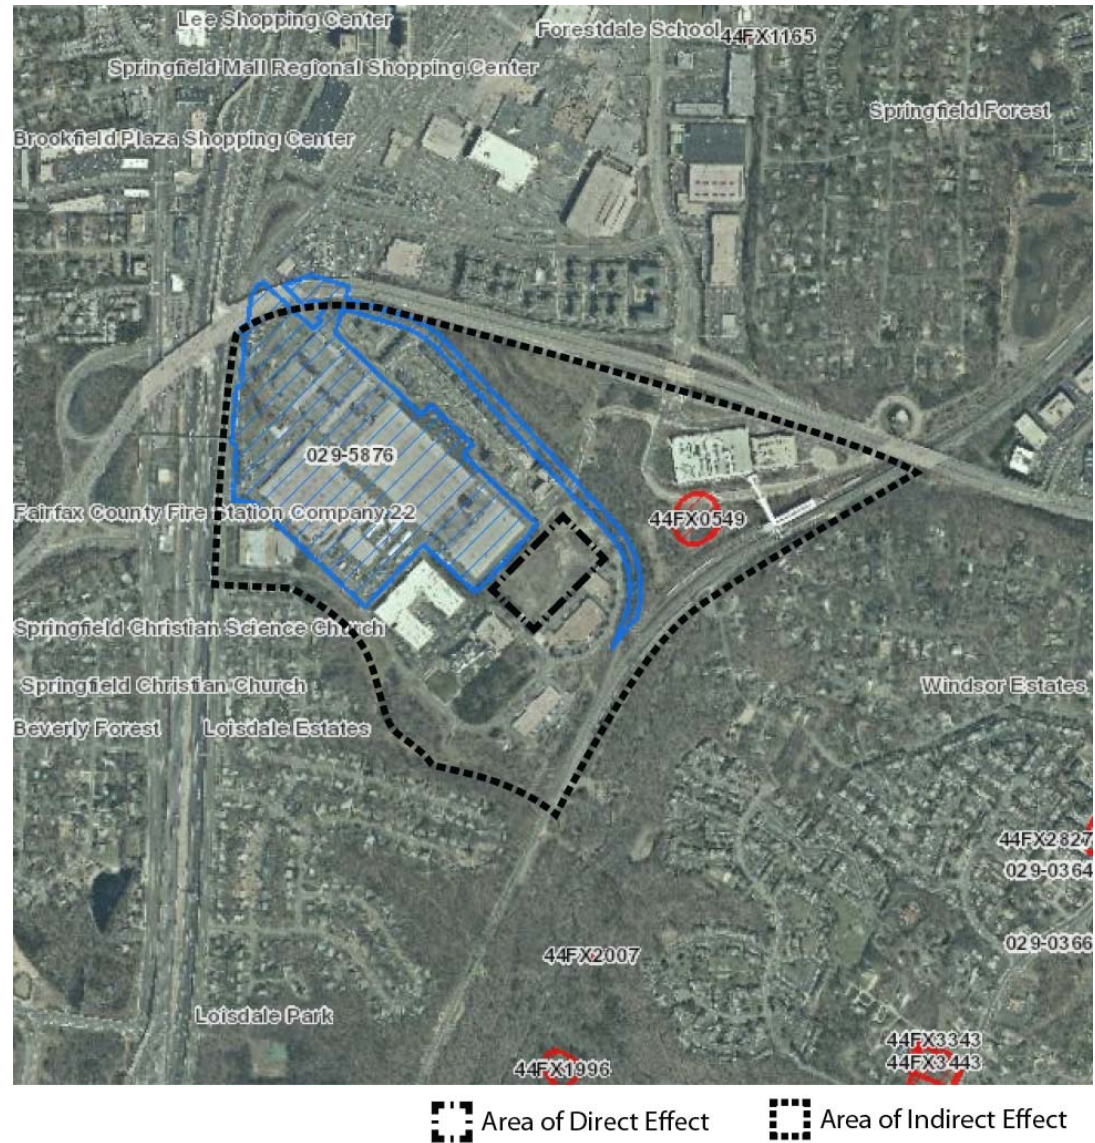 Lee Shopping Center
Forestdale School
44FX1165
Springfield Mall Regional Shopping Center
Springfield Forest
Brookfield Plaza Shopping Center
029-5876
Fairfax County Fire Station Company 22
44FX0549
Springfield Christian Science Church
Springfield Christian Church
Windsor Estates
Beverly Forest
Loisdale Estates
44FX2827
029-0364
029-0366
44FX2007
Loisdale Park
44FX3343
44FX3443
44FX1996
Area of Direct Effect
Area of Indirect Effect